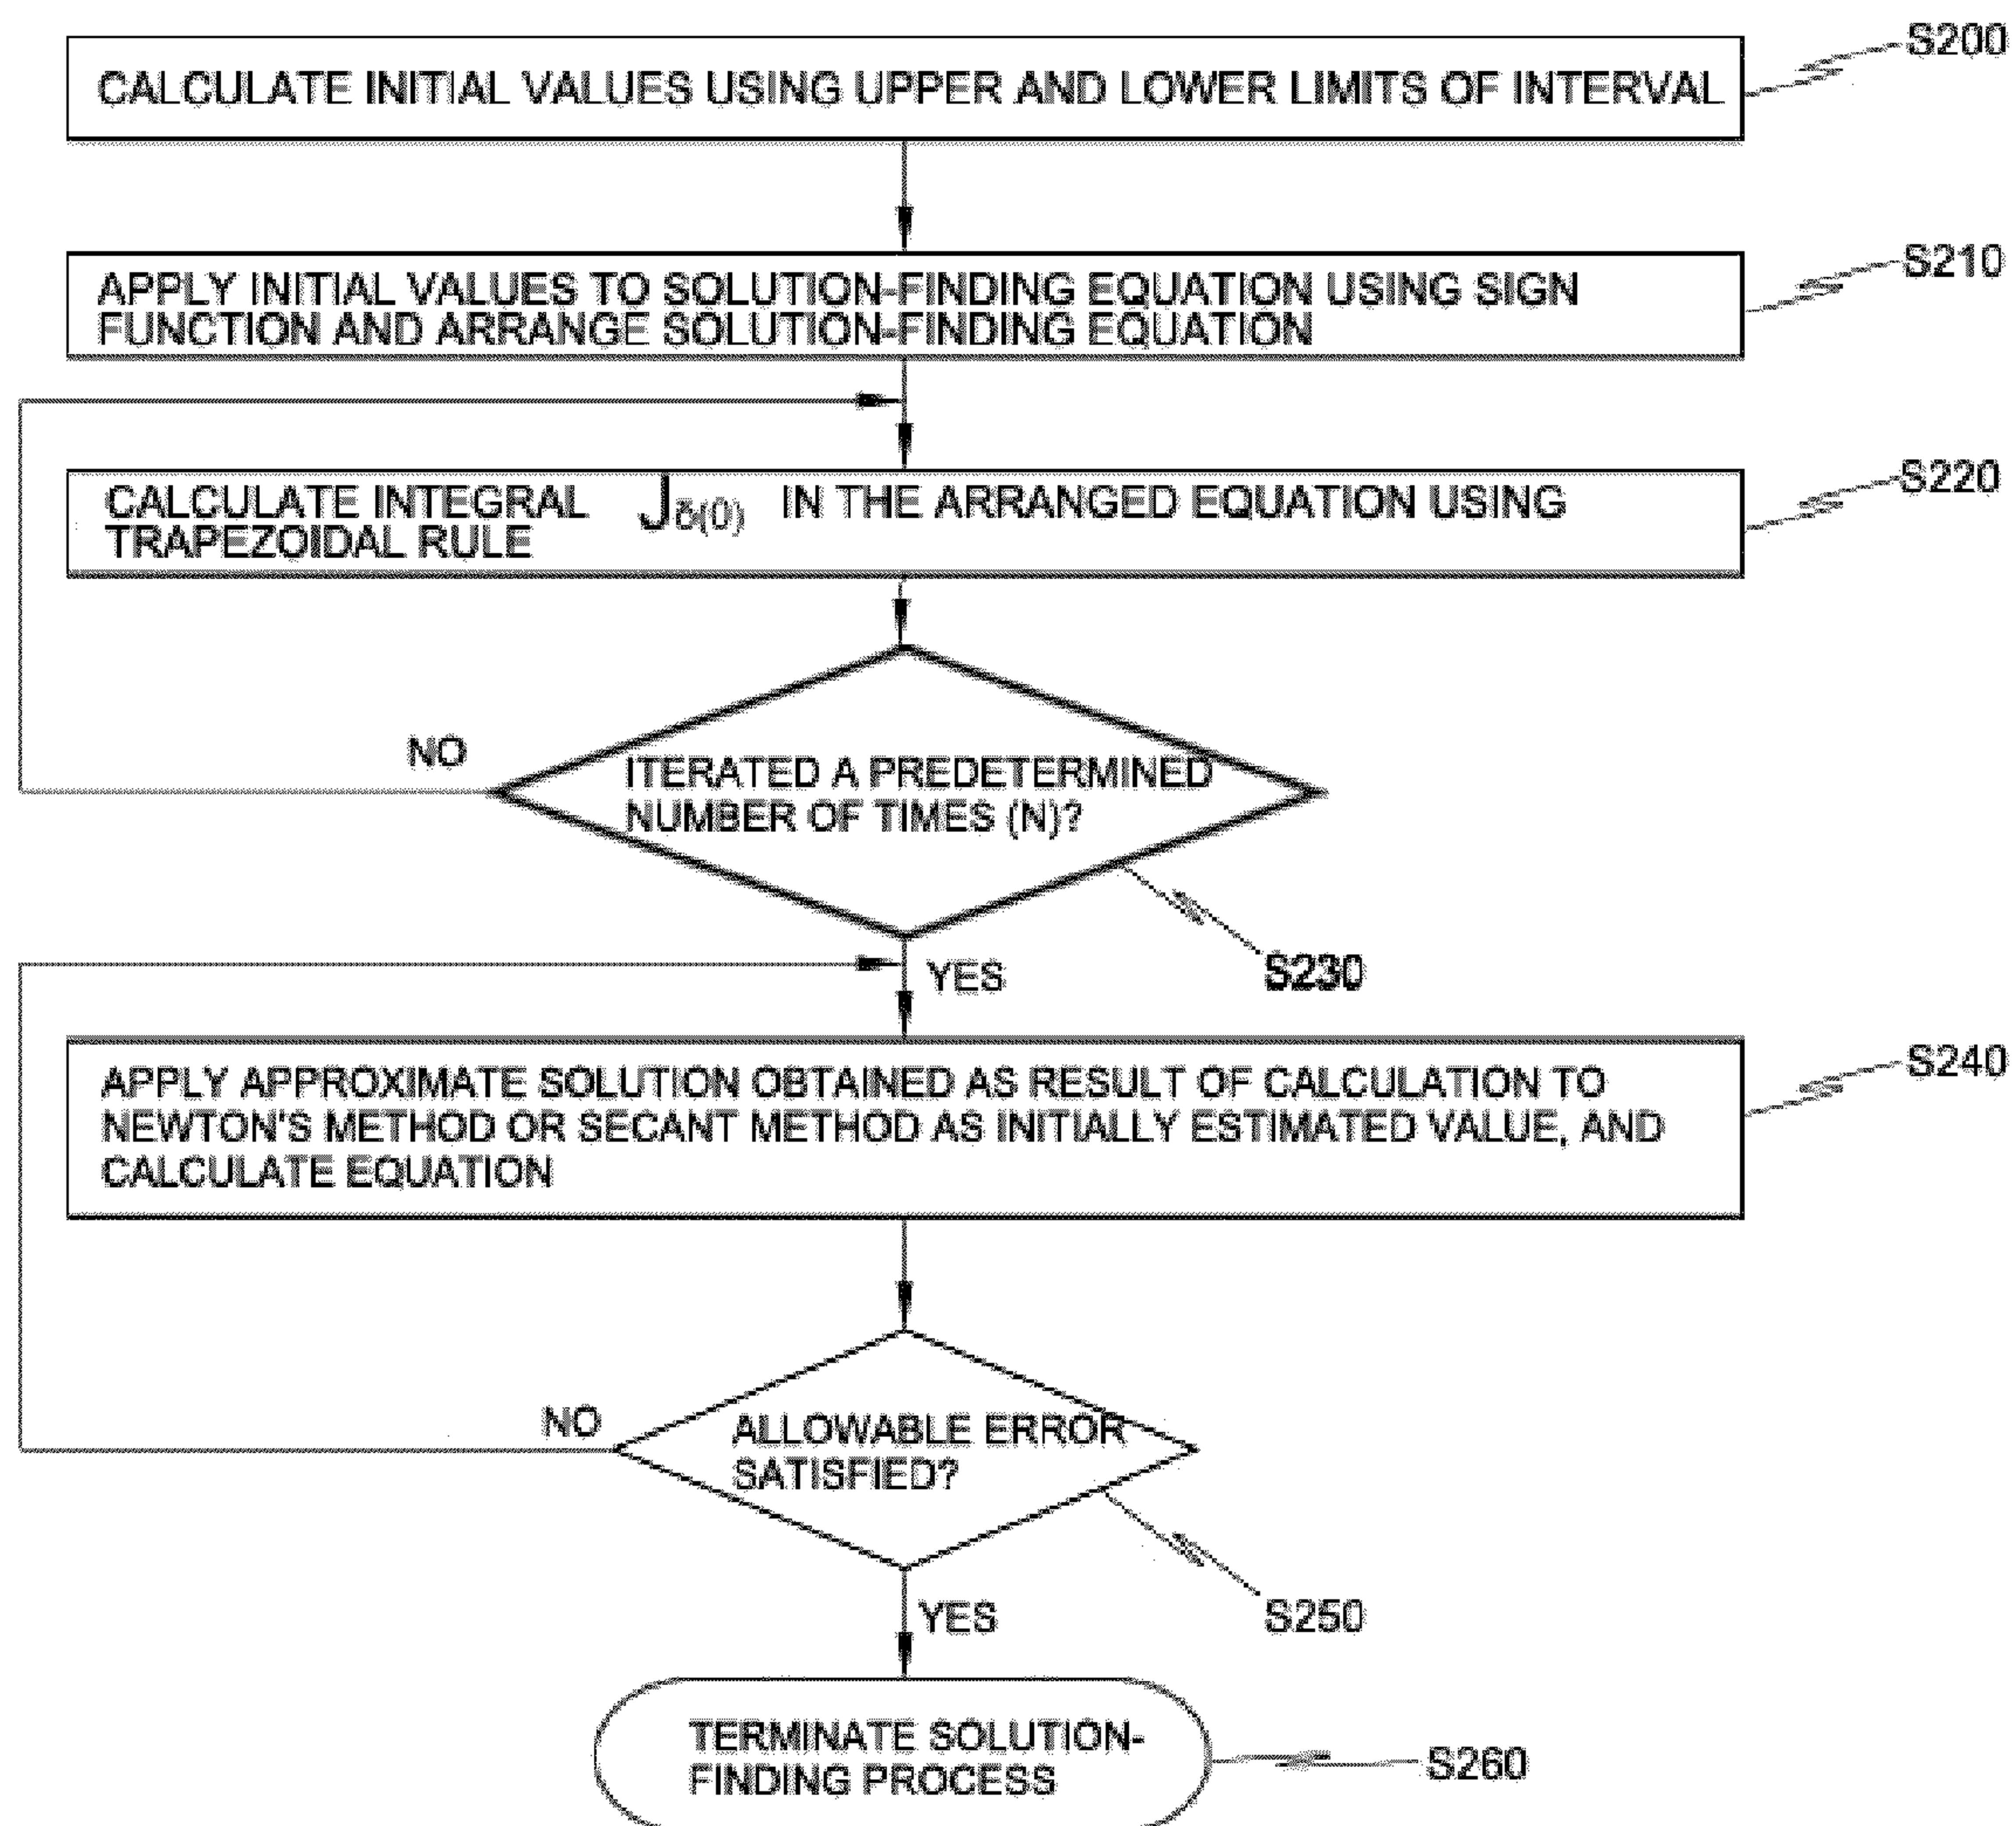 S200
CALCULATE INITIAL VALUES USING UPPER AND LOWER LIMITS OF INTERVAL
S210
APPLY INITIAL VALUES TO SOLUTION-FINDING EQUATION USING SIGN
FUNCTION AND ARRANGE SOLUTION-FINDING EQUATION
S220
CALCULATE INTEGRAL J δ(0) IN THE ARRANGED EQUATION USING
TRAPEZOIDAL RULE
NO
ITERATED A PREDETERMINED
NUMBER OF TIMES (N)?
S230
YES
S240
APPLY APPROXIMATE SOLUTION OBTAINED AS RESULT OF CALCULATION TO
NEWTON'S METHOD OR SECANT METHOD AS INITIALLY ESTIMATED VALUE, AND
CALCULATE EQUATION
NO
ALLOWABLE ERROR
SATISFIED?
S250
YES
TERMINATE SOLUTION-
FINDING PROCESS
S260